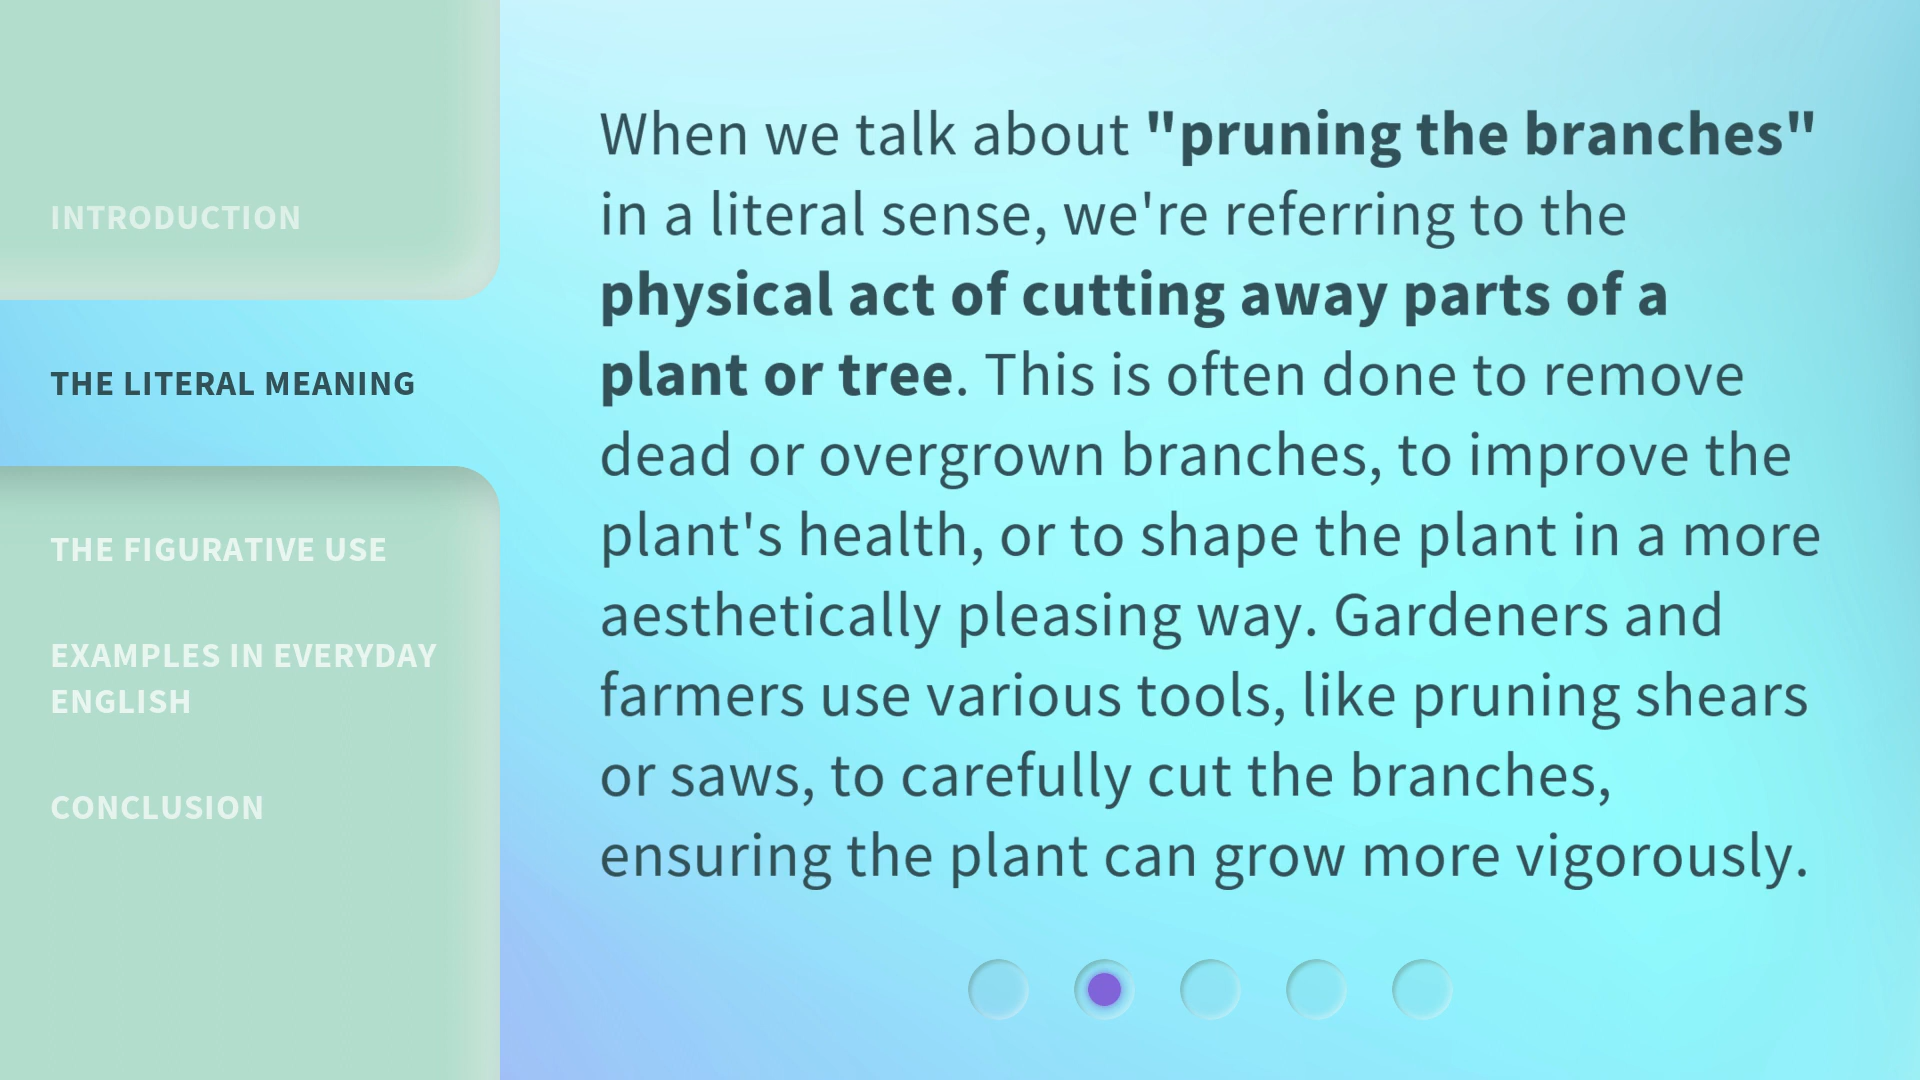 INTRODUCTION
THE LITERAL MEANING
THE FIGURATIVE USE
EXAMPLES IN EVERYDAY
ENGLISH
CONCLUSION
When we talk about "pruning the branches"
in a literal sense, we're referring to the
physical act of cutting away parts of a
plant or tree. This is often done to remove
dead or overgrown branches, to improve the
plant's health, or to shape the plant in a more
aesthetically pleasing way. Gardeners and
farmers use various tools, like pruning shears
or saws, to carefully cut the branches,
ensuring the plant can grow more vigorously.